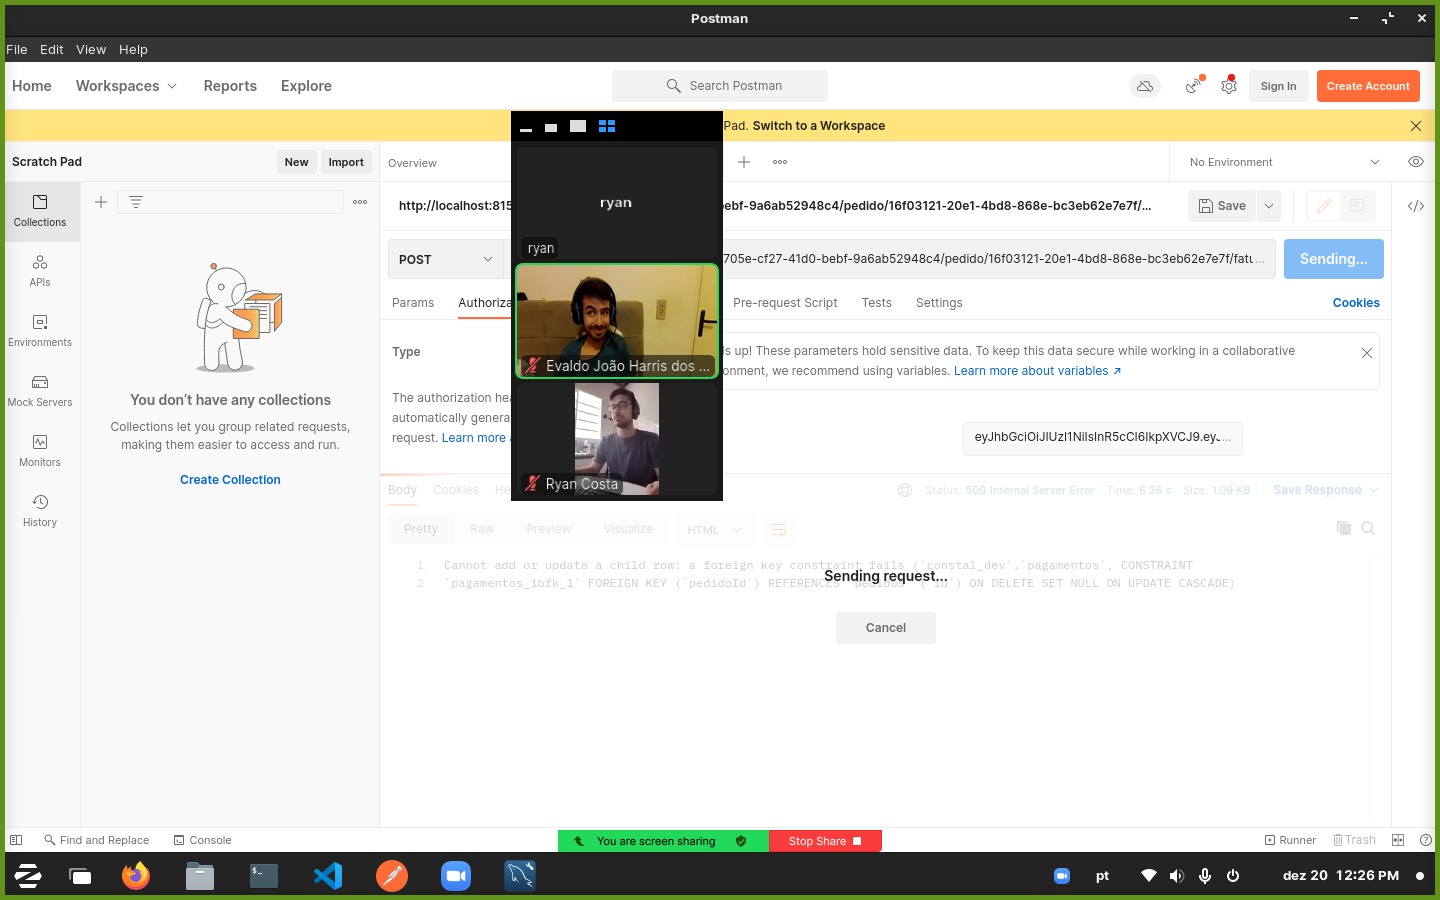 Postman
File Edit View Help
Home Workspaces Reports Explore
Search Postman
Sign In
Create Account
Pad. Switch to a Workspace
Scratch Pad
New
Import
Overview
No Environment
Collections
APIs
Environments
Mock Servers
Monitors
History
You don’t have any collections
Collections let you group related requests,
making them easier to access and run.
Create Collection
http://localhost:815
bebf-9a6ab52948c4/pedido/16f03121-20e1-4bd8-868e-bc3eb62e7e7f/...
Save
POST
705e-cf27-41d0-bebf-9a6ab52948c4/pedido/16f03121-20e1-4bd8-868e-bc3eb62e7e7f/fatu...
Sending...
Params Authoriza
Pre-request Script Tests Settings
Cookies
Type
ds up! These parameters hold sensitive data. To keep this data secure while working in a collaborative
onment, we recommend using variables. Learn more about variables ↗
The authorization hea
automatically genera
request. Learn more a
eyJhbGciOiJIUzI1NiIsInR5cCI6IkpXVCJ9.ey...
ryan
ryan
Evaldo João Harris dos ...
Ryan Costa
Body Cookies He
Status: 500 Internal Server Error Time: 6.36 s Size: 1.09 KB Save Response
Pretty Raw Preview Visualize HTML
1 Cannot add or update a child row: a foreign key constraint fails (`constal_dev`.`pagamentos`, CONSTRAINT
2 `pagamentos_ibfk_1` FOREIGN KEY (`pedidoId`) REFERENCES `pedidos` (`id`) ON DELETE SET NULL ON UPDATE CASCADE)
Sending request...
Cancel
Find and Replace
Console
You are screen sharing
Stop Share
Runner
Trash
pt
dez 20 12:26 PM